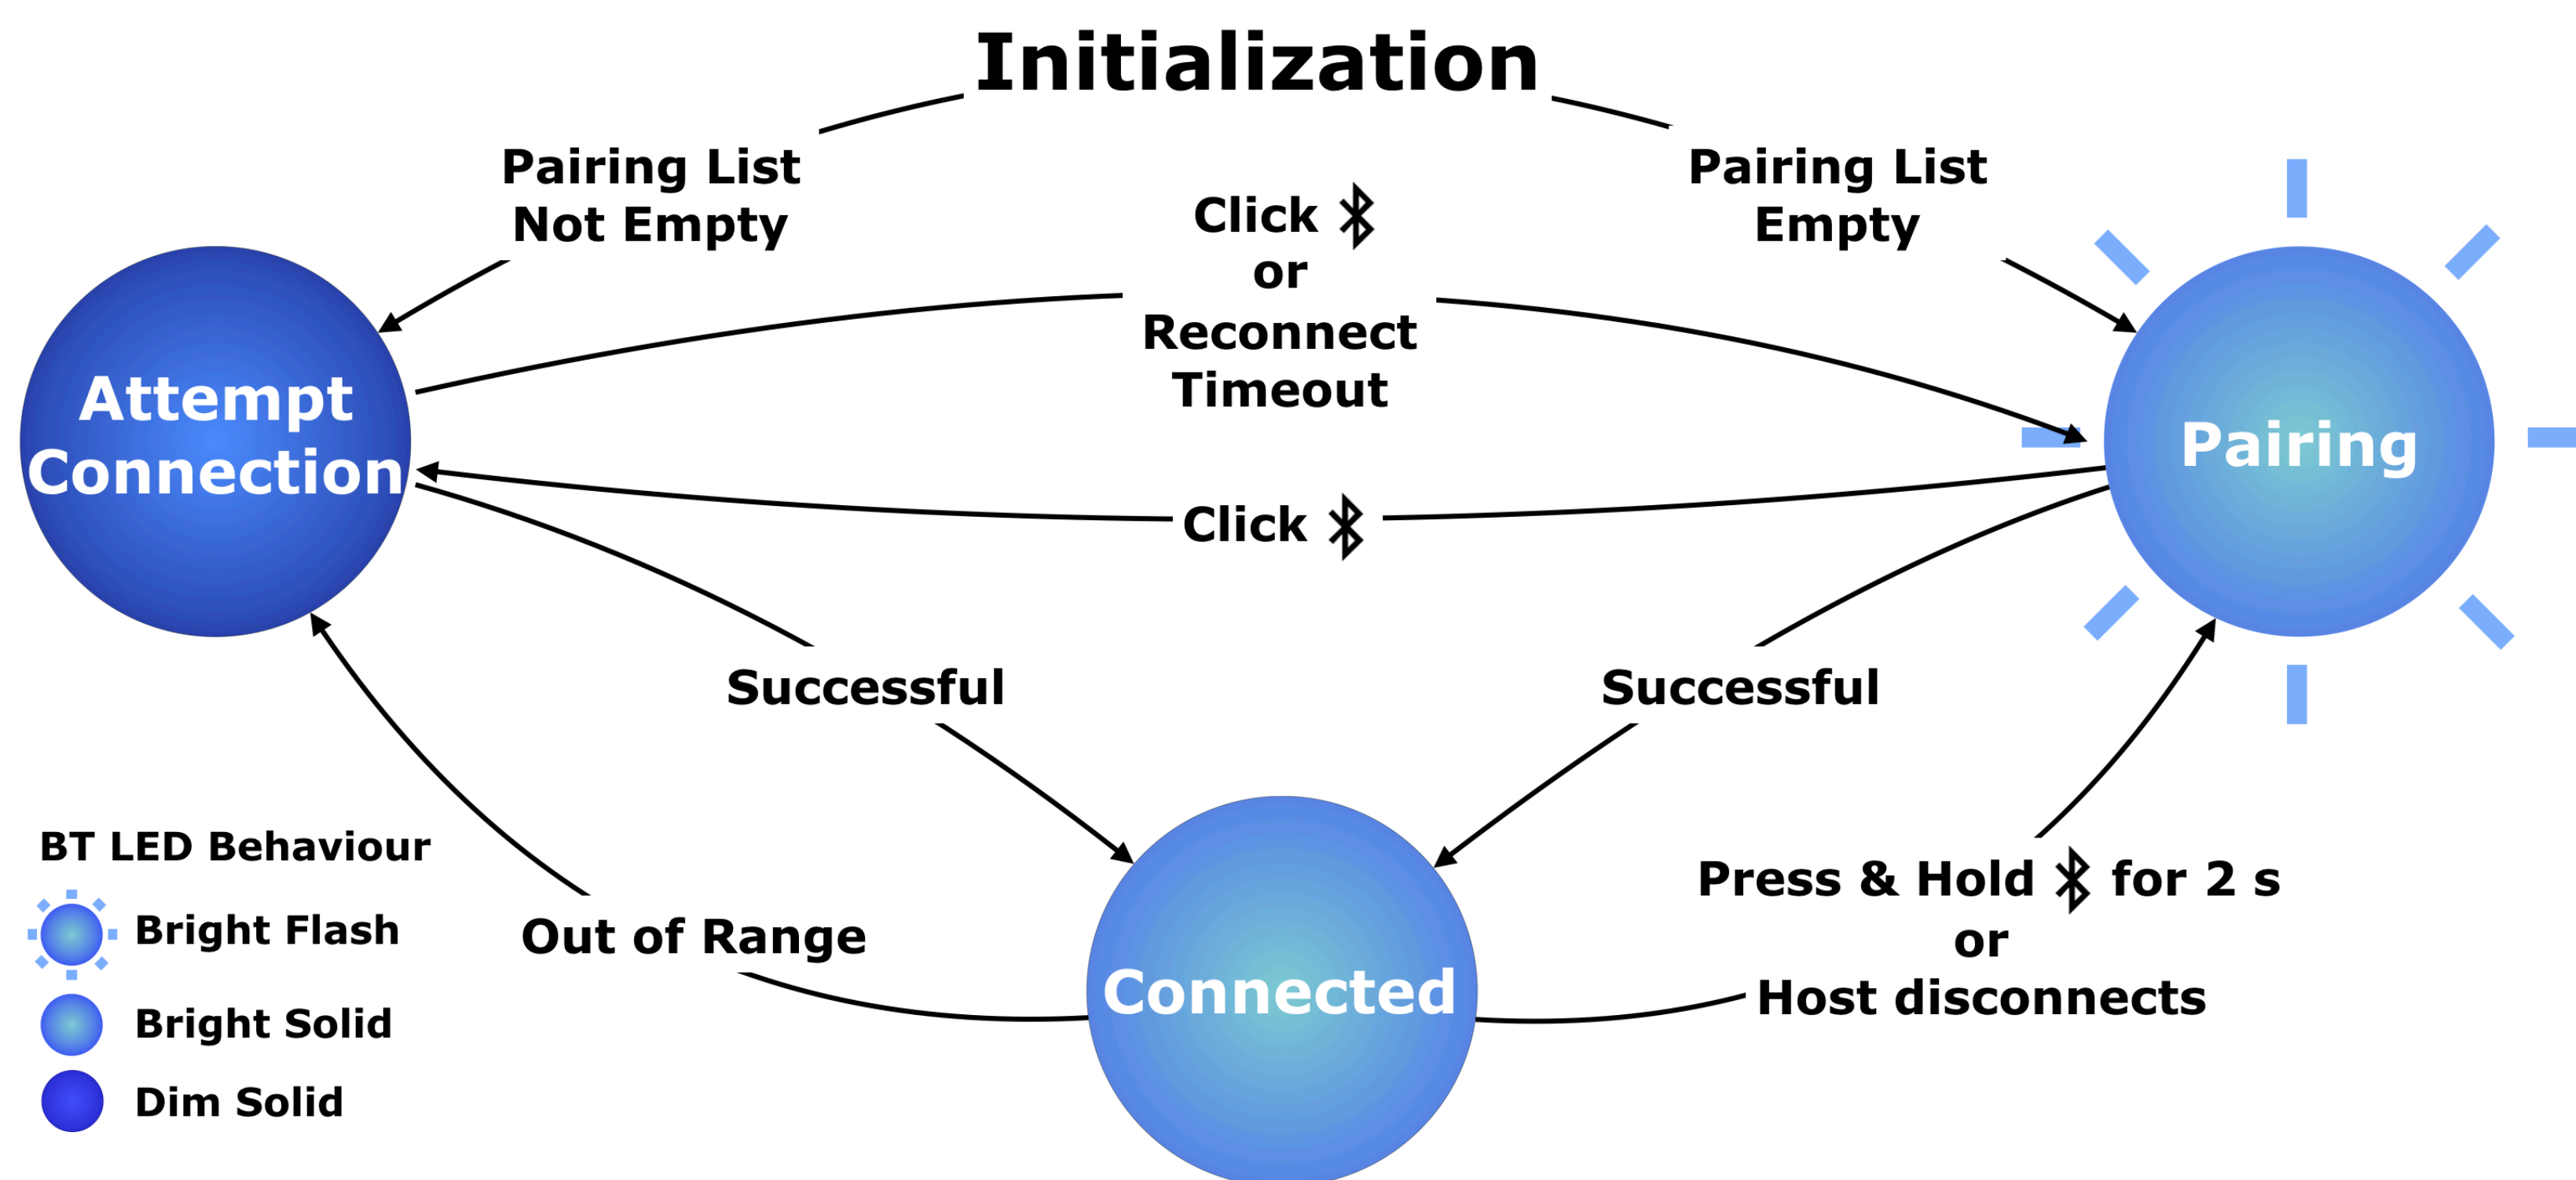 Initialization
Pairing List
Not Empty
Pairing List
Empty
Click
or
Reconnect
Timeout
Attempt
Connection
Pairing
Click
Successful
Successful
BT LED Behaviour
Bright Flash
Bright Solid
Dim Solid
Out of Range
Connected
Press & Hold for 2 s
or
Host disconnects